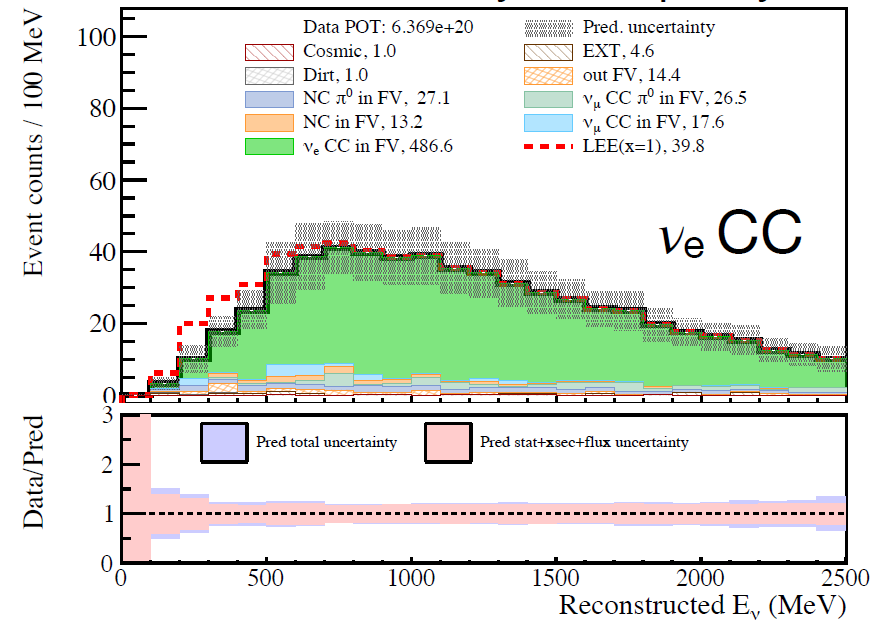 Event counts / 100 MeV
100
80
60
40
20
0
Data POT: 6.369e+20
Pred. uncertainty
Cosmic, 1.0
EXT, 4.6
Dirt, 1.0
out FV, 14.4
NC π⁰ in FV, 27.1
νμ CC π⁰ in FV, 26.5
NC in FV, 13.2
νμ CC in FV, 17.6
νe CC in FV, 486.6
LEE(x=1), 39.8
νe CC
Data/Pred
3
2
1
0
Pred total uncertainty
Pred stat+xsec+flux uncertainty
0 500 1000 1500 2000 2500
Reconstructed Eν (MeV)